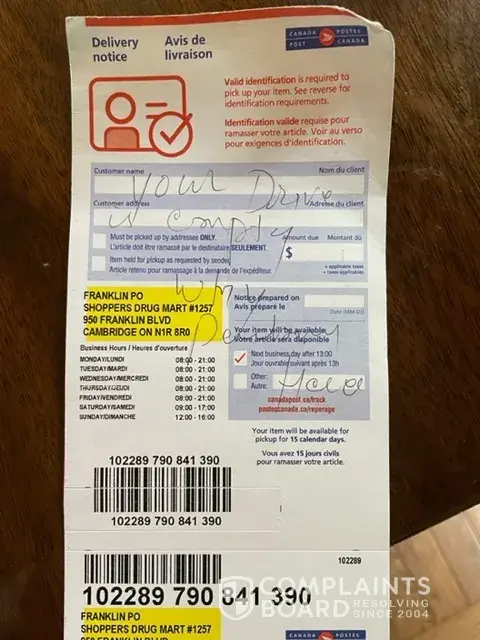 Delivery notice
Avis de livraison
CANADA POST
POSTES CANADA
Valid identification is required to
pick up your item. See reverse for
identification requirements.
Identification valide requise pour
ramasser votre article. Voir au verso
pour exigences d'identification.
Customer name Nom du client
Your Drive
Customer address Adresse du client
is empty
Must be picked up by addressee ONLY.
L'article doit être ramassé par le destinataire SEULEMENT.
Item held for pickup as requested by sender
Article retenu pour ramassage à la demande de l'expéditeur.
Amount due Montant dû
$
+ applicable taxes
+ taxes applicables
why
FRANKLIN PO
SHOPPERS DRUG MART #1257
950 FRANKLIN BLVD
CAMBRIDGE ON N1R 8R0
Business Hours / Heures d'ouverture
MONDAY/LUNDI 08:00 - 21:00
TUESDAY/MARDI 08:00 - 21:00
WEDNESDAY/MERCREDI 08:00 - 21:00
THURSDAY/JEUDI 08:00 - 21:00
FRIDAY/VENDREDI 08:00 - 21:00
SATURDAY/SAMEDI 09:00 - 17:00
SUNDAY/DIMANCHE 12:00 - 16:00
Notice prepared on
Avis préparé le
Date (MM-DJ)
Your item will be available
Votre article sera disponible
Next business day after 13:00
Jour ouvrable suivant après 13h
Other:
Autre:
canadapost.ca/track
postescanada.ca/reperage
Your item will be available for
pickup for 15 calendar days.
Vous avez 15 jours civils
pour ramasser votre article.
102289 790 841 390
102289 790 841 390
102289
102289 790 841 390
FRANKLIN PO
SHOPPERS DRUG MART #1257
CANADA POSTES
COMPLAINTS
BOARD
RESOLVING
SINCE 2004